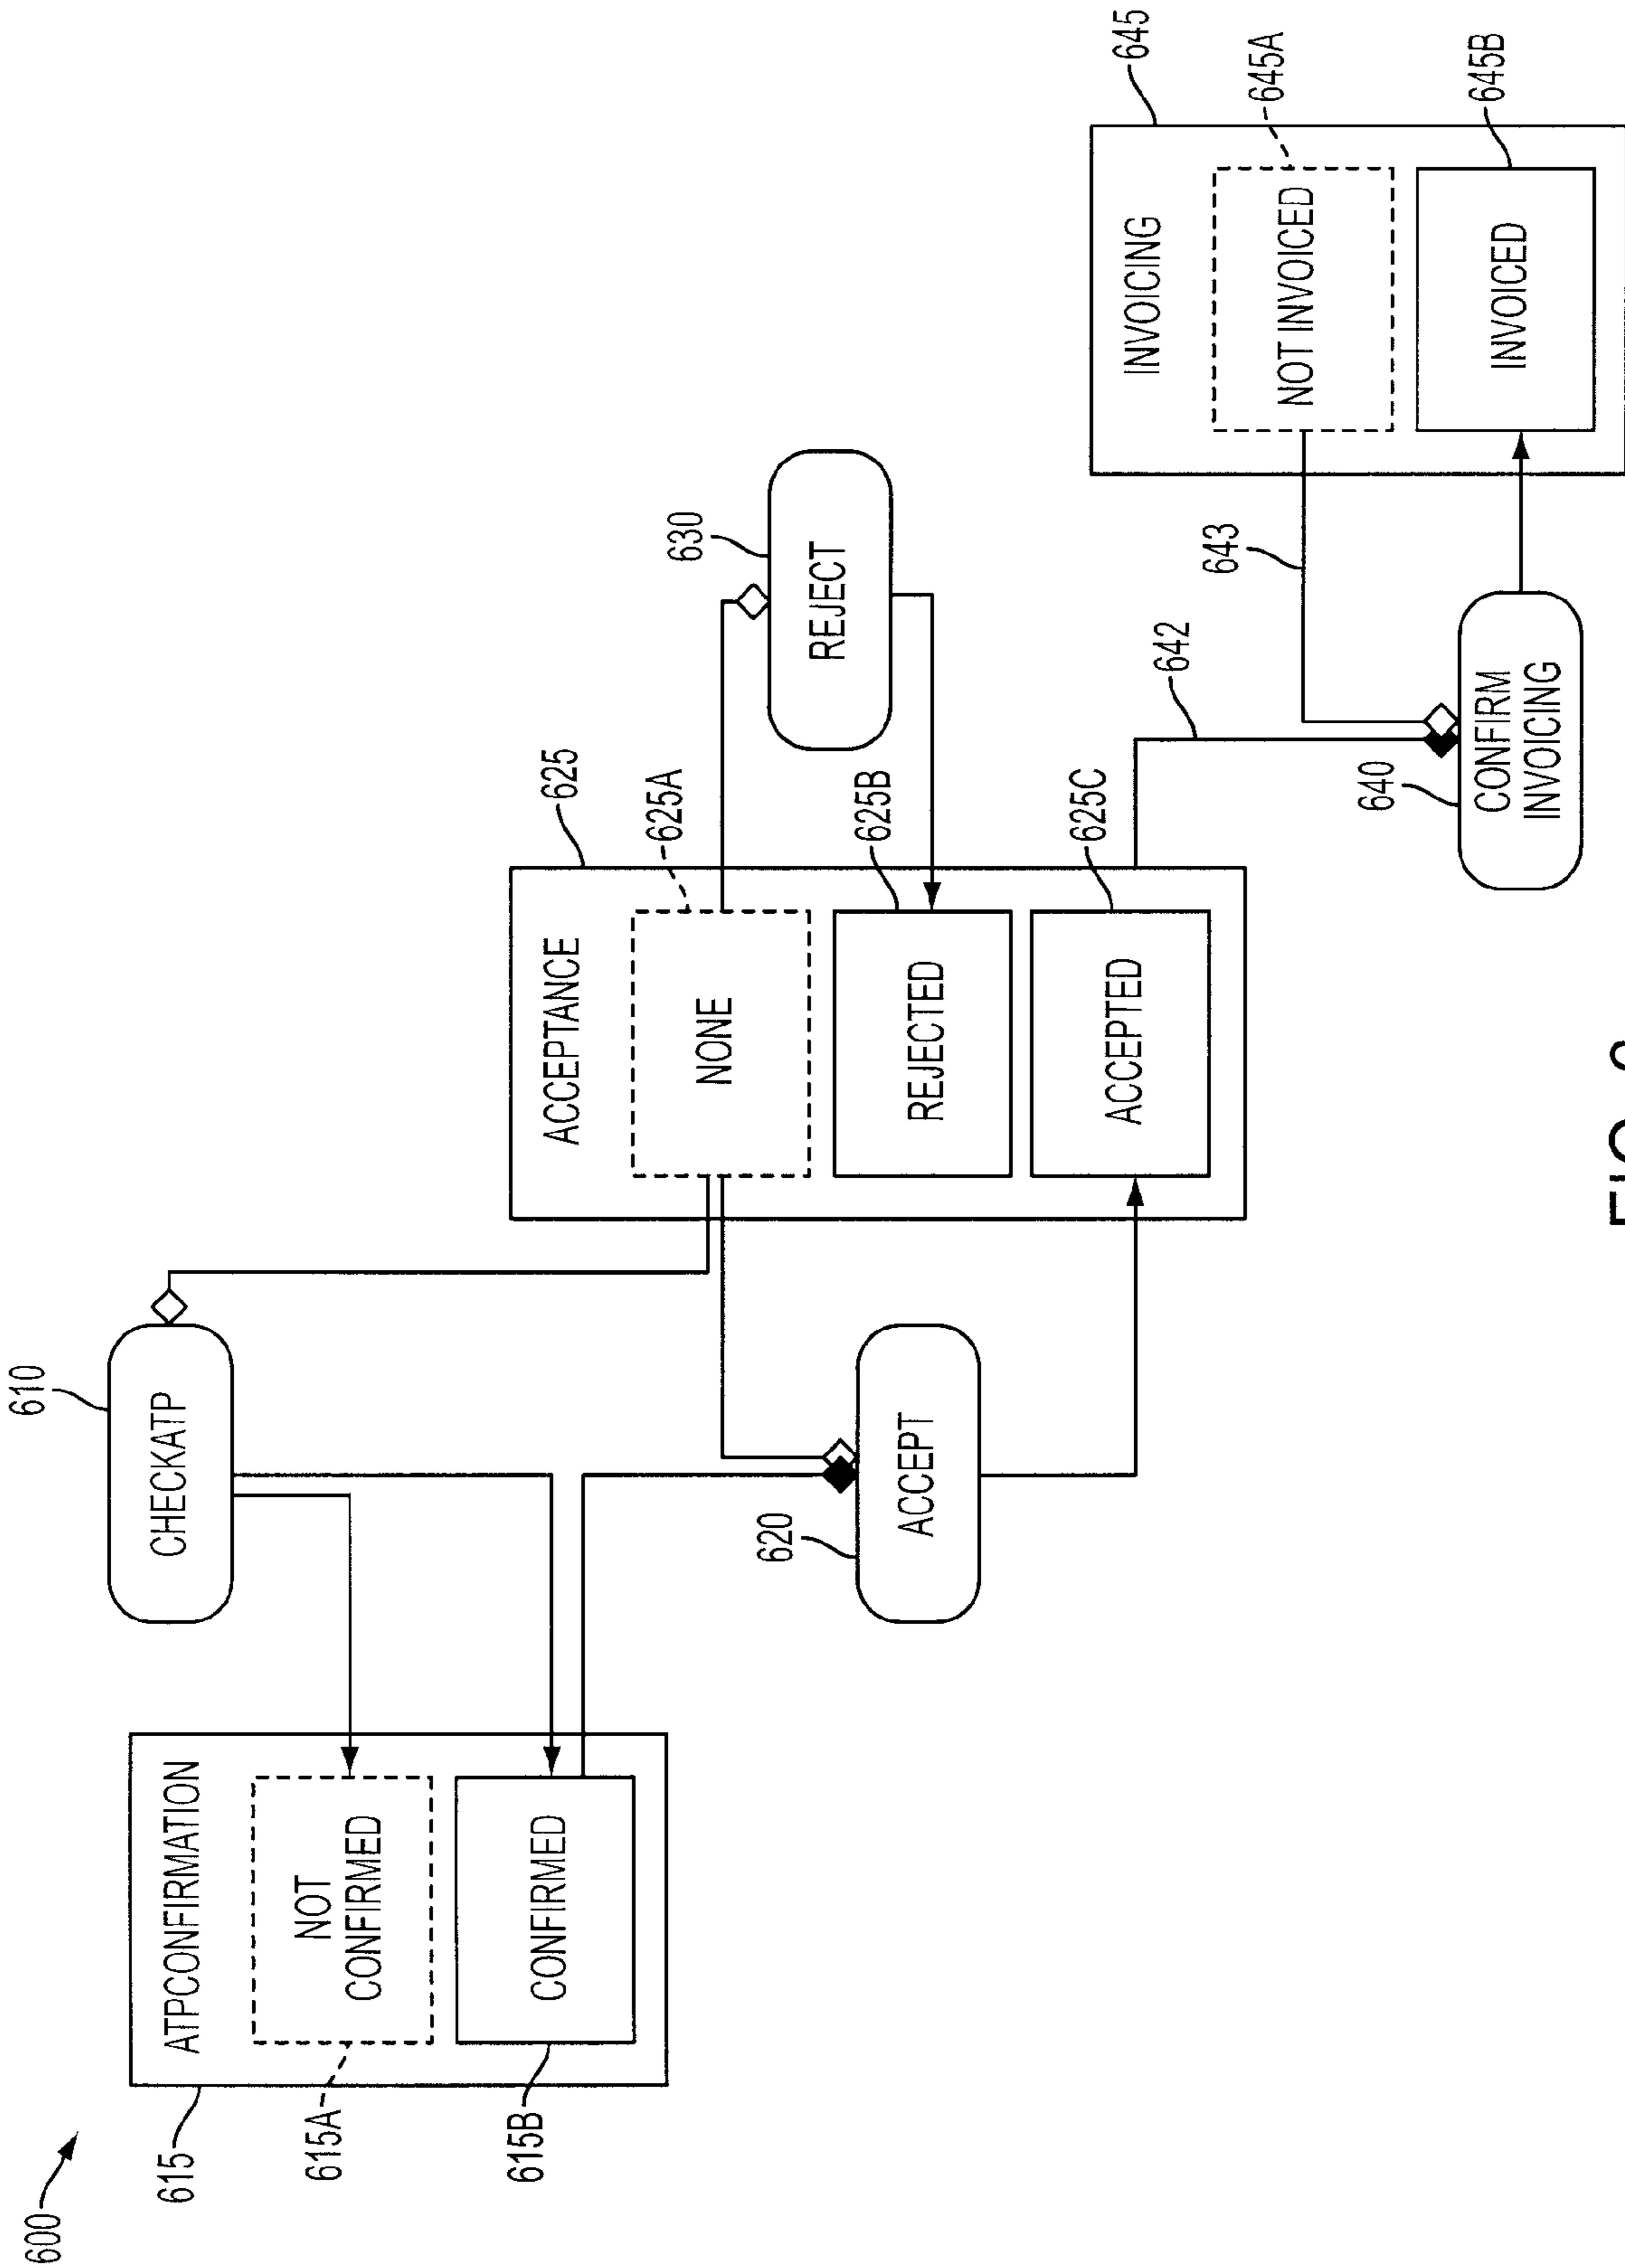 600
615
ATPCONFIRMATION
615A
NOT
CONFIRMED
615B
CONFIRMED
610
CHECKATP
620
ACCEPT
625
ACCEPTANCE
625A
NONE
625B
REJECTED
625C
ACCEPTED
630
REJECT
642
643
640
CONFIRM
INVOICING
645
INVOICING
645A
NOT INVOICED
645B
INVOICED